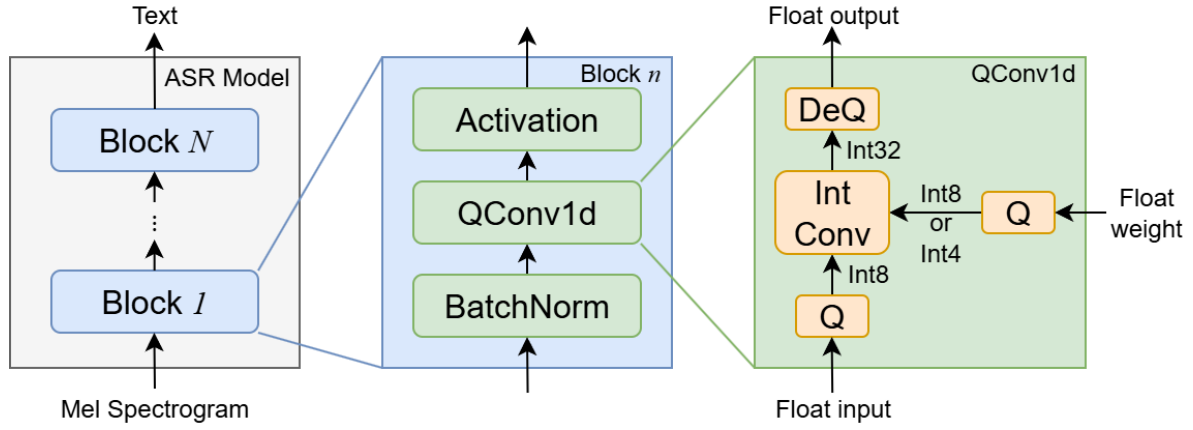 Text
ASR Model
Block N
...
Block 1
Mel Spectrogram
Block n
Activation
QConv1d
BatchNorm
Float output
QConv1d
DeQ
Int32
Int
Conv
Int8
or
Int4
Q
Float
weight
Int8
Q
Float input